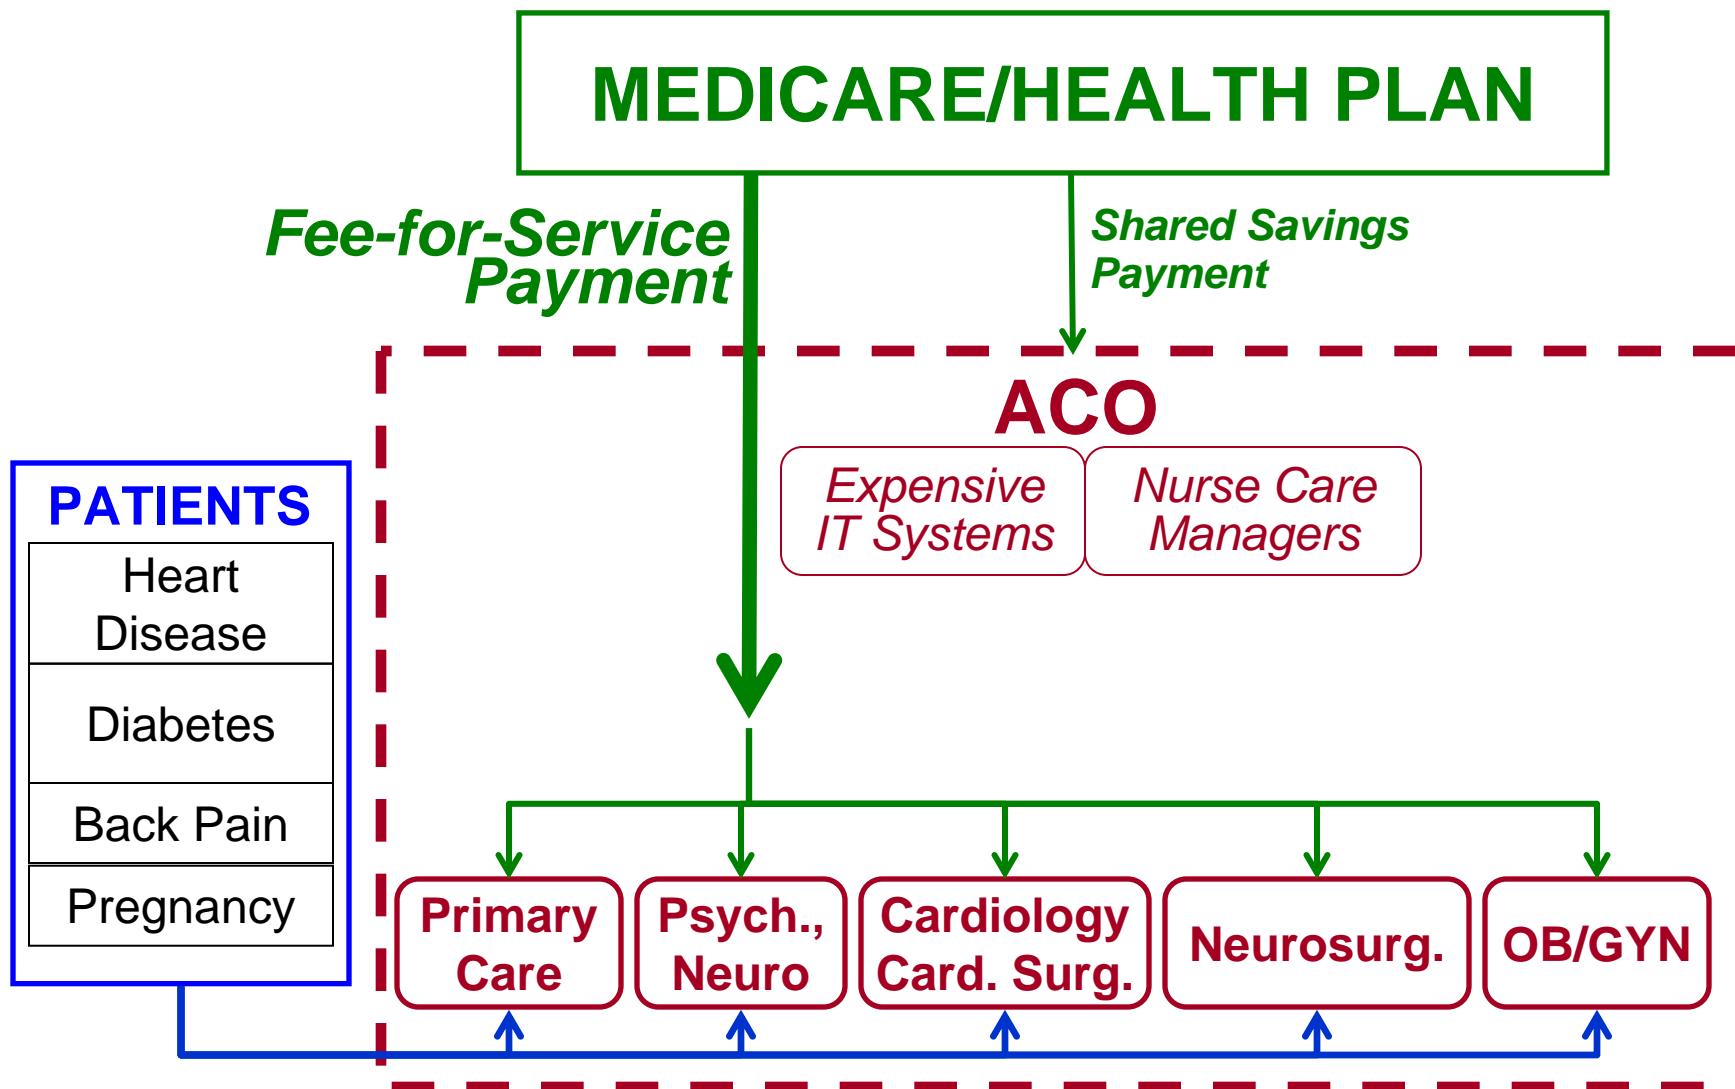 MEDICARE/HEALTH PLAN
Fee-for-Service
Payment
Shared Savings
Payment
ACO
Expensive
IT Systems
Nurse Care
Managers
PATIENTS
Heart
Disease
Diabetes
Back Pain
Pregnancy
Primary
Care
Psych.,
Neuro
Cardiology
Card. Surg.
Neurosurg.
OB/GYN